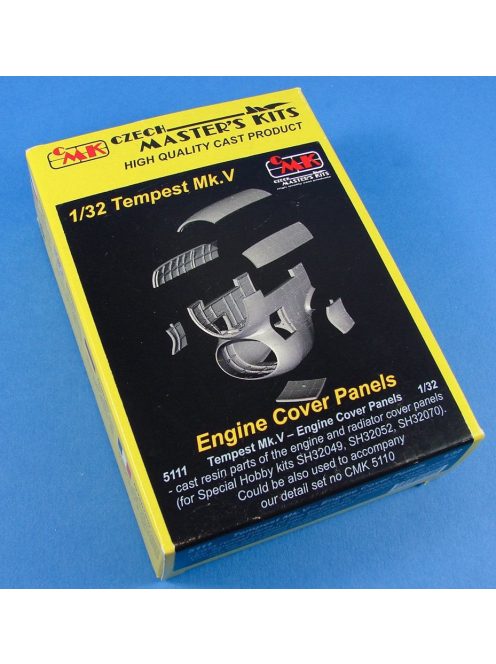 CMK CZECH MASTER'S KITS
HIGH QUALITY CAST PRODUCT
1/32 Tempest Mk.V
CMK
CZECH
MASTER'S KITS
Engine Cover Panels
5111 Tempest Mk.V – Engine Cover Panels 1/32
- cast resin parts of the engine and radiator cover panels
(for Special Hobby kits SH32049, SH32052, SH32070).
Could be also used to accompany
our detail set no CMK 5110